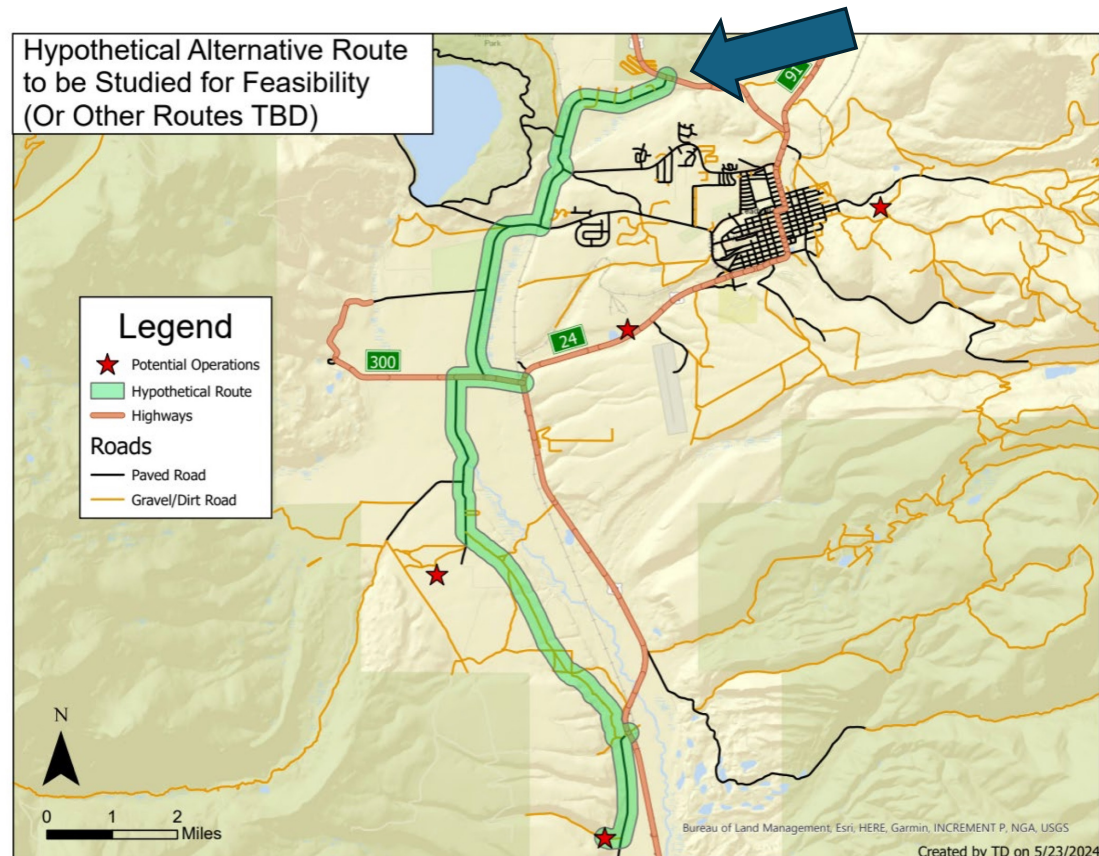 Hypothetical Alternative Route
to be Studied for Feasibility
(Or Other Routes TBD)
Park
91
24
300
Legend
Potential Operations
Hypothetical Route
Highways
Roads
Paved Road
Gravel/Dirt Road
N
0 1 2
Miles
Bureau of Land Management, Esri, HERE, Garmin, INCREMENT P, NGA, USGS
Created by TD on 5/23/2024